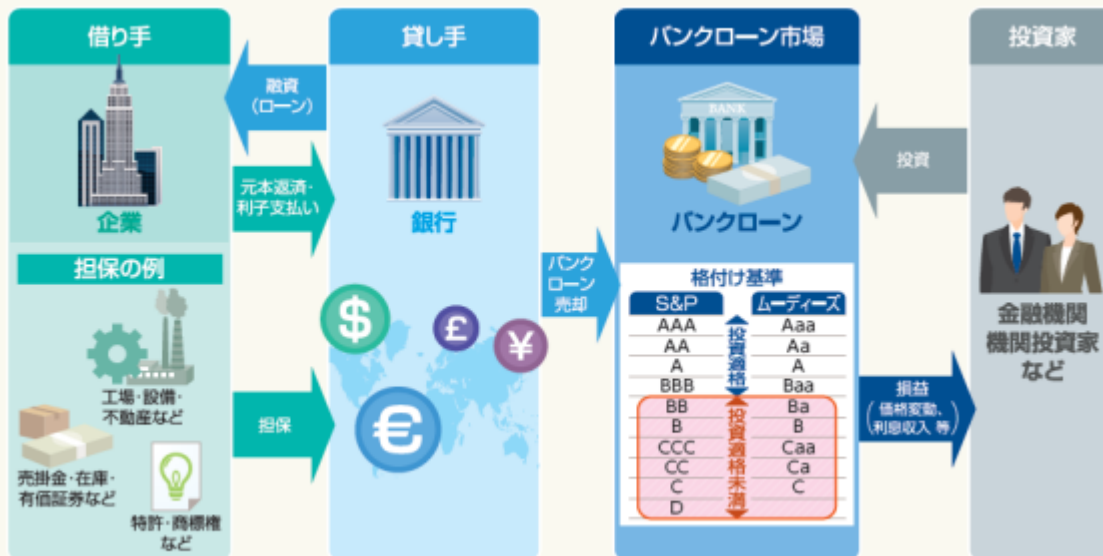 借り手
企業
担保の例
工場・設備・
不動産など
売掛金・在庫・
有価証券など
特許・商標権
など
融資
(ローン)
元本返済・
利子支払い
担保
貸し手
銀行
$
£
¥
€
バンク
ローン
売却
バンクローン市場
BANK
バンクローン
格付け基準
S&P
ムーディーズ
AAA
Aaa
AA
Aa
A
A
BBB
Baa
投資適格
BB
Ba
B
B
CCC
Caa
CC
Ca
C
C
D
投資適格未満
投資
損益
(価格変動、
利息収入 等)
投資家
金融機関
機関投資家
など